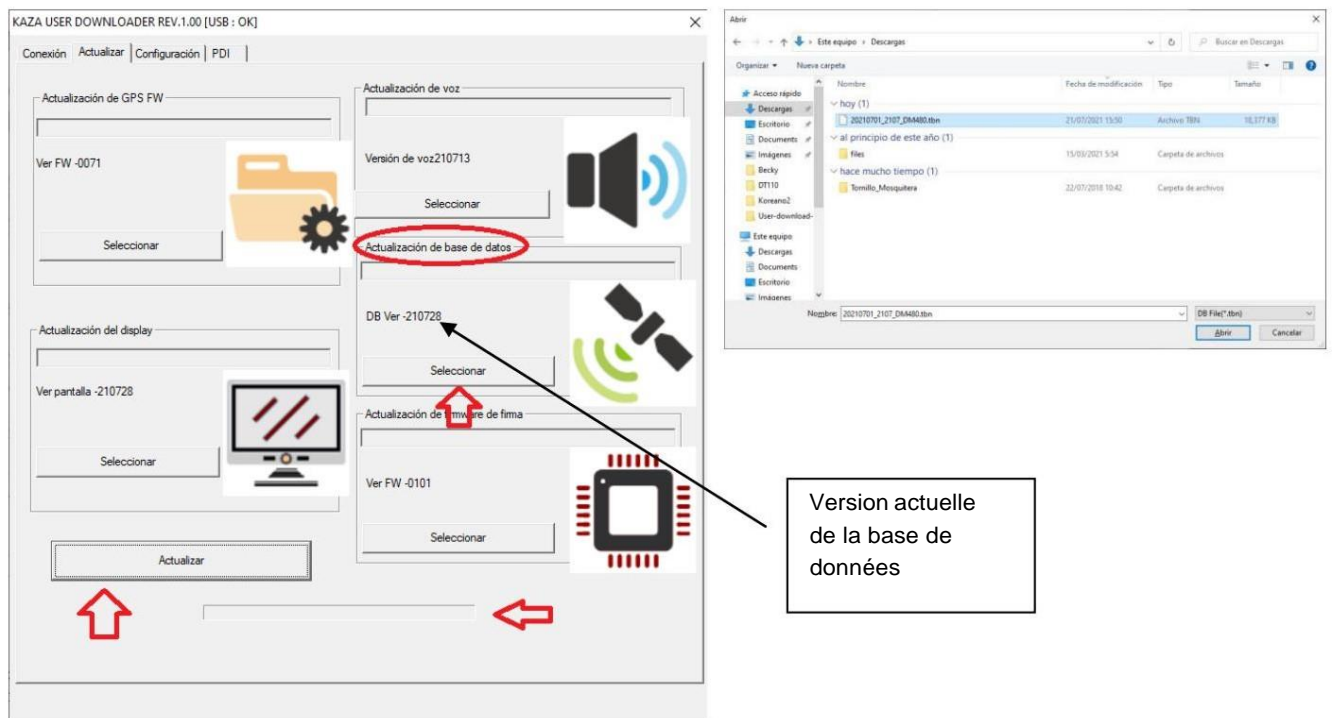 KAZA USER DOWNLOADER REV.1.00 [USB : OK]
Conexión Actualizar Configuración PDI
Actualización de GPS FW
Ver FW -0071
Seleccionar
Actualización del display
Ver pantalla -210728
Seleccionar
Actualizar
Actualización de voz
Versión de voz210713
Seleccionar
Actualización de base de datos
DB Ver -210728
Seleccionar
Actualización de firmware de firma
Ver FW -0101
Seleccionar
Abrir
Este equipo › Descargas
Buscar en Descargas
Organizar Nueva carpeta
Acceso rápido
Descargas
Escritorio
Documents
Imágenes
Becky
DT110
Koreano2
User-download-
Este equipo
Descargas
Documents
Escritorio
Imágenes
Nombre Fecha de modificación Tipo Tamaño
hoy (1)
20210701_2107_DM480.tbn 21/07/2021 15:50 Archivo TBN 18,377 KB
al principio de este año (1)
files 15/03/2021 5:54 Carpeta de archivos
hace mucho tiempo (1)
Tornillo_Mosquitera 22/07/2018 10:42 Carpeta de archivos
Nombre: 20210701_2107_DM480.tbn DB File(*.tbn)
Abrir Cancelar
Version actuelle
de la base de
données